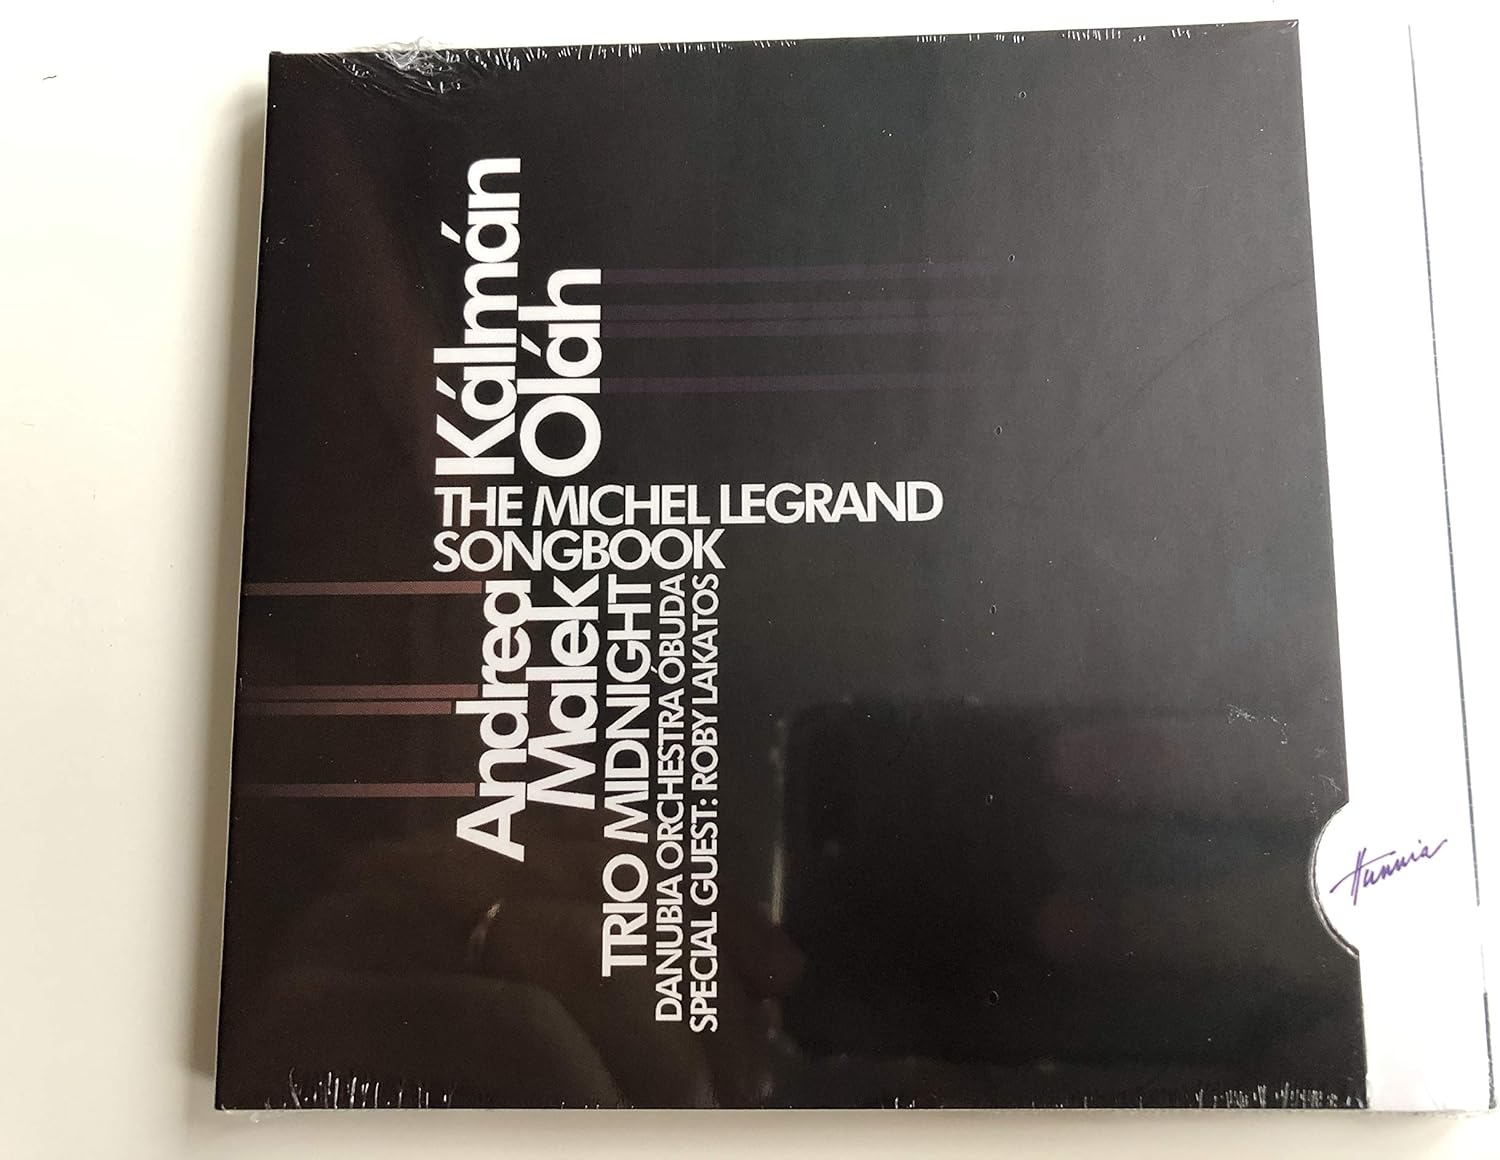 Kálmán
Oláh
THE MICHEL LEGRAND
SONGBOOK
Andrea
Malek
TRIO MIDNIGHT
DANUBIA ORCHESTRA ÓBUDA
SPECIAL GUEST: ROBY LAKATOS
Hunnia